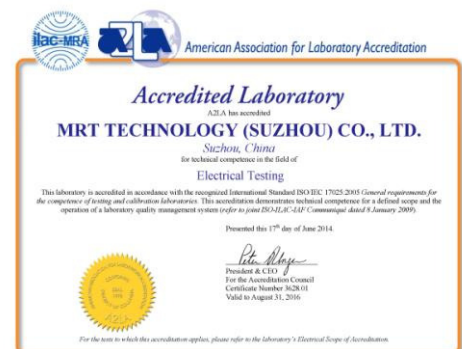 ilac-MRA
A2LA
American Association for Laboratory Accreditation
Accredited Laboratory
A2LA has accredited
MRT TECHNOLOGY (SUZHOU) CO., LTD.
Suzhou, China
for technical competence in the field of
Electrical Testing
This laboratory is accredited in accordance with the recognized International Standard ISO/IEC 17025:2005 General requirements for
the competence of testing and calibration laboratories. This accreditation demonstrates technical competence for a defined scope and the
operation of a laboratory quality management system (refer to joint ISO-ILAC-IAF Communiqué dated 8 January 2009).
Presented this 17th day of June 2014.
President & CEO
For the Accreditation Council
Certificate Number 3628.01
Valid to August 31, 2016
A2LA
For the tests to which this accreditation applies, please refer to the laboratory's Electrical Scope of Accreditation.